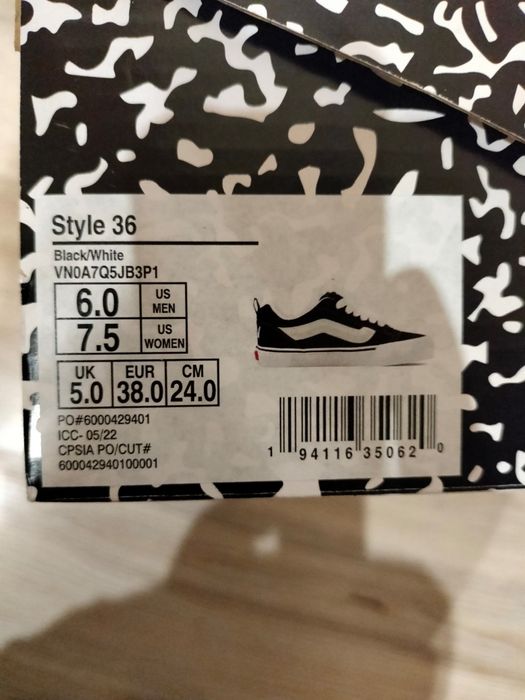 Style 36
Black/White
VN0A7Q5JB3P1
6.0 US MEN
7.5 US WOMEN
UK EUR CM
5.0 38.0 24.0
PO#6000429401
ICC- 05/22
CPSIA PO/CUT#
600042940100001
1 94116 35062 0